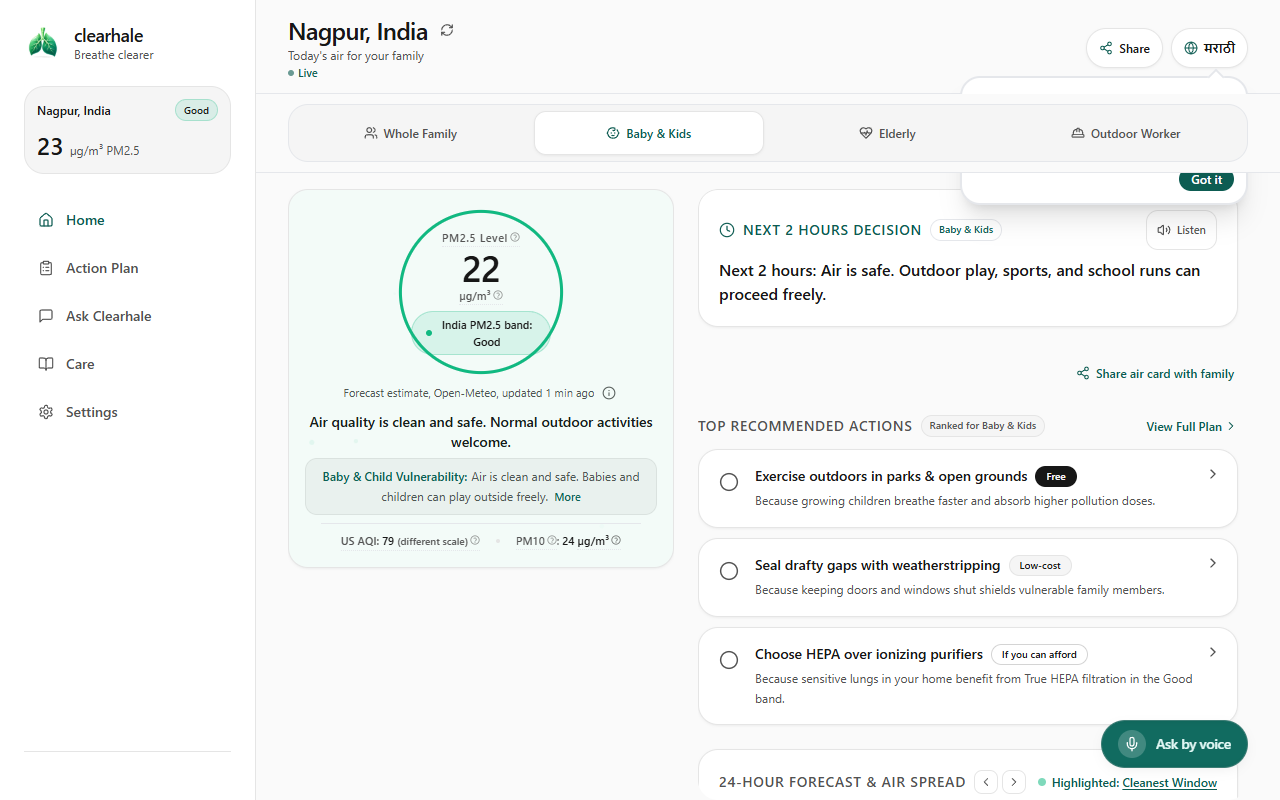 clearhale
Breathe clearer
Nagpur, India
Good
23 µg/m³ PM2.5
Home
Action Plan
Ask Clearhale
Care
Settings
Nagpur, India
Today's air for your family
Live
Share
मराठी
Whole Family
Baby & Kids
Elderly
Outdoor Worker
Got it
PM2.5 Level
22
µg/m³
India PM2.5 band:
Good
Forecast estimate, Open-Meteo, updated 1 min ago
Air quality is clean and safe. Normal outdoor activities
welcome.
Baby & Child Vulnerability: Air is clean and safe. Babies and
children can play outside freely. More
US AQI: 79 (different scale)
PM10: 24 µg/m³
NEXT 2 HOURS DECISION
Baby & Kids
Listen
Next 2 hours: Air is safe. Outdoor play, sports, and school runs can
proceed freely.
Share air card with family
TOP RECOMMENDED ACTIONS
Ranked for Baby & Kids
View Full Plan
Exercise outdoors in parks & open grounds
Free
Because growing children breathe faster and absorb higher pollution doses.
Seal drafty gaps with weatherstripping
Low-cost
Because keeping doors and windows shut shields vulnerable family members.
Choose HEPA over ionizing purifiers
If you can afford
Because sensitive lungs in your home benefit from True HEPA filtration in the Good
band.
Ask by voice
24-HOUR FORECAST & AIR SPREAD
Highlighted: Cleanest Window